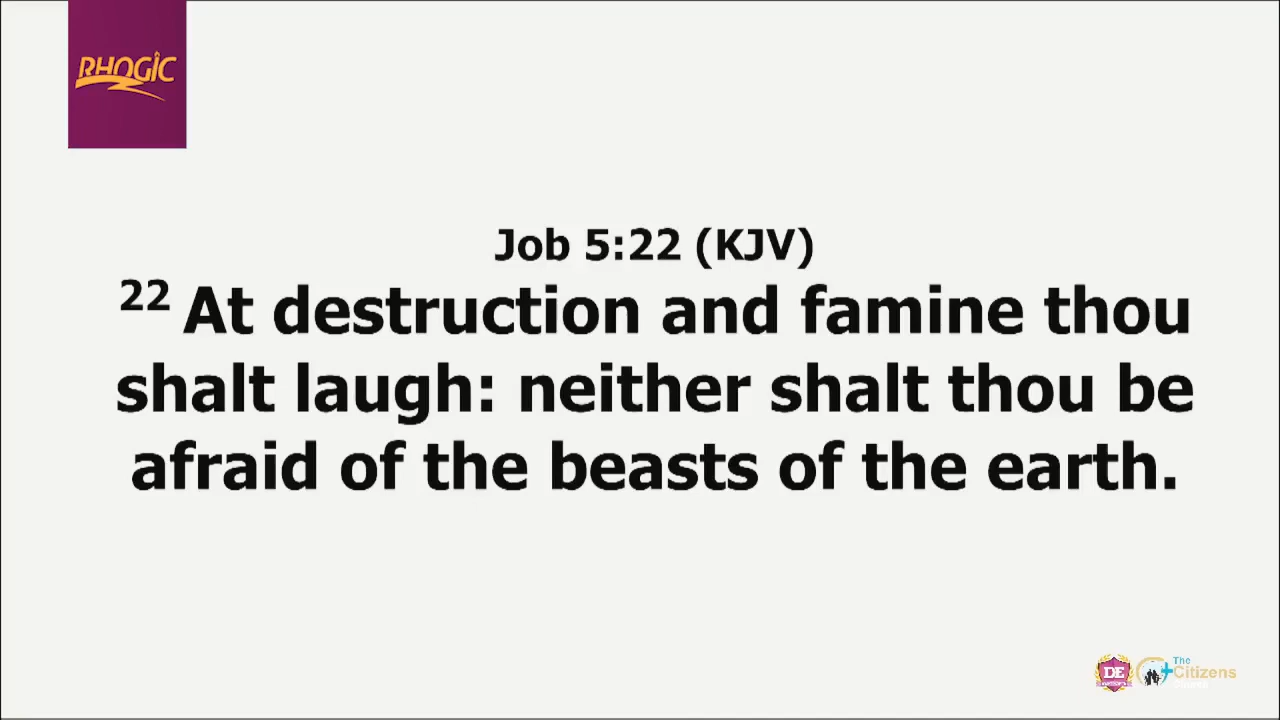 RHOGIC
Job 5:22 (KJV)
22 At destruction and famine thou
shalt laugh: neither shalt thou be
afraid of the beasts of the earth.
DE
The
Citizens